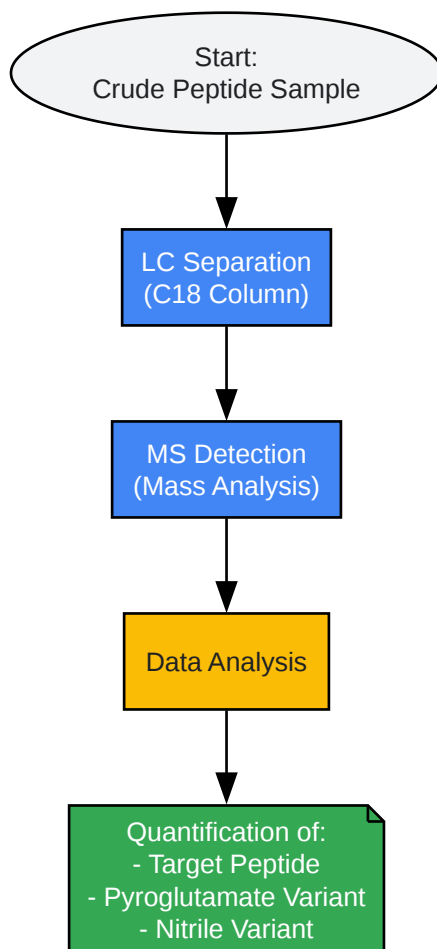 Start:
Crude Peptide Sample
LC Separation
(C18 Column)
MS Detection
(Mass Analysis)
Data Analysis
Quantification of:
- Target Peptide
- Pyroglutamate Variant
- Nitrile Variant